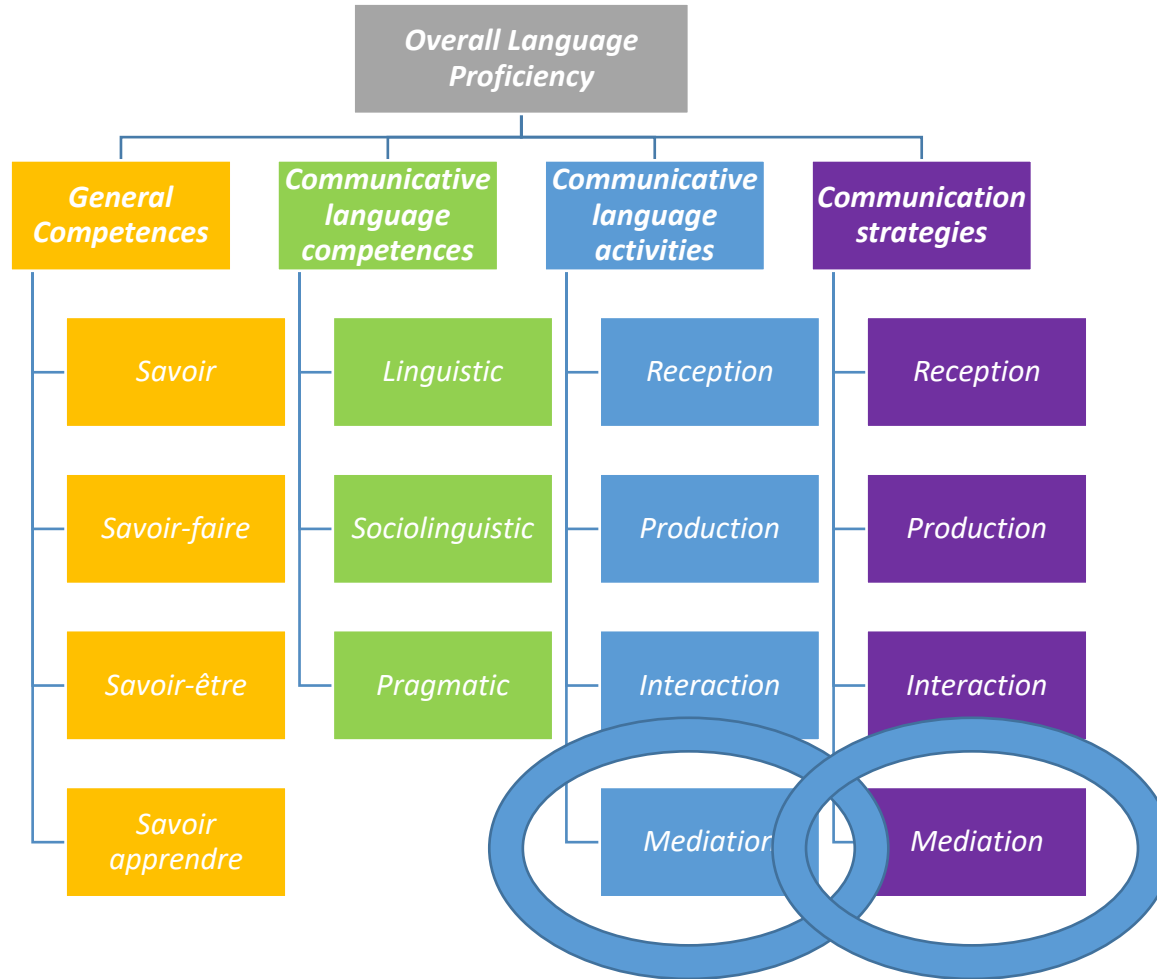 Overall Language
Proficiency
General
Competences
Savoir
Savoir-faire
Savoir-être
Savoir
apprendre
Communicative
language
competences
Linguistic
Sociolinguistic
Pragmatic
Communicative
language
activities
Reception
Production
Interaction
Mediation
Communication
strategies
Reception
Production
Interaction
Mediation